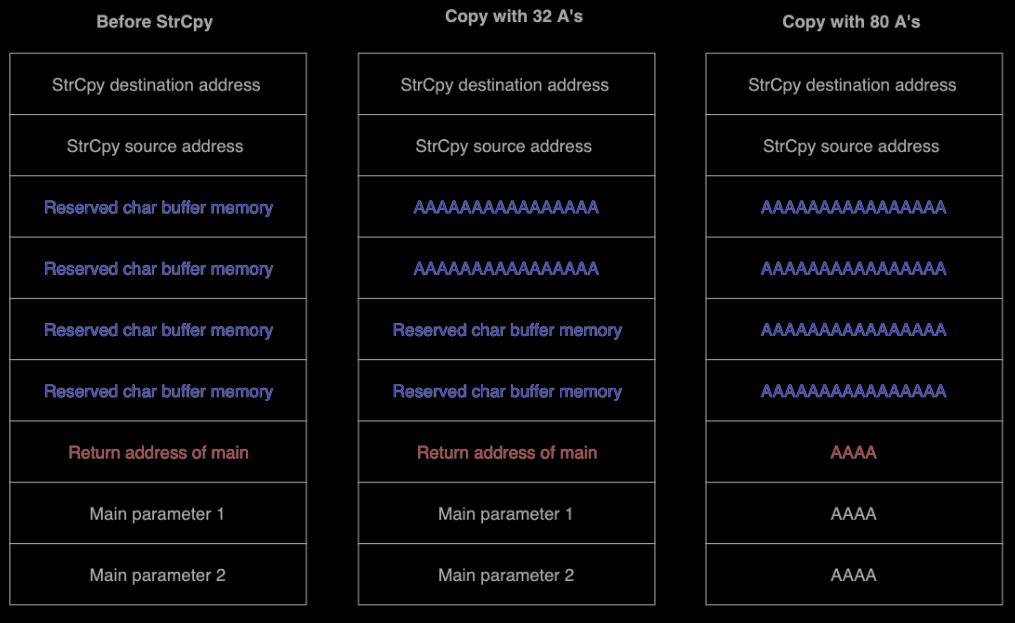 Before StrCpy
StrCpy destination address
StrCpy source address
Reserved char buffer memory
Reserved char buffer memory
Reserved char buffer memory
Reserved char buffer memory
Return address of main
Main parameter 1
Main parameter 2
Copy with 32 A's
StrCpy destination address
StrCpy source address
AAAAAAAAAAAAAAAA
AAAAAAAAAAAAAAAA
Reserved char buffer memory
Reserved char buffer memory
Return address of main
Main parameter 1
Main parameter 2
Copy with 80 A's
StrCpy destination address
StrCpy source address
AAAAAAAAAAAAAAAA
AAAAAAAAAAAAAAAA
AAAAAAAAAAAAAAAA
AAAAAAAAAAAAAAAA
AAAA
AAAA
AAAA